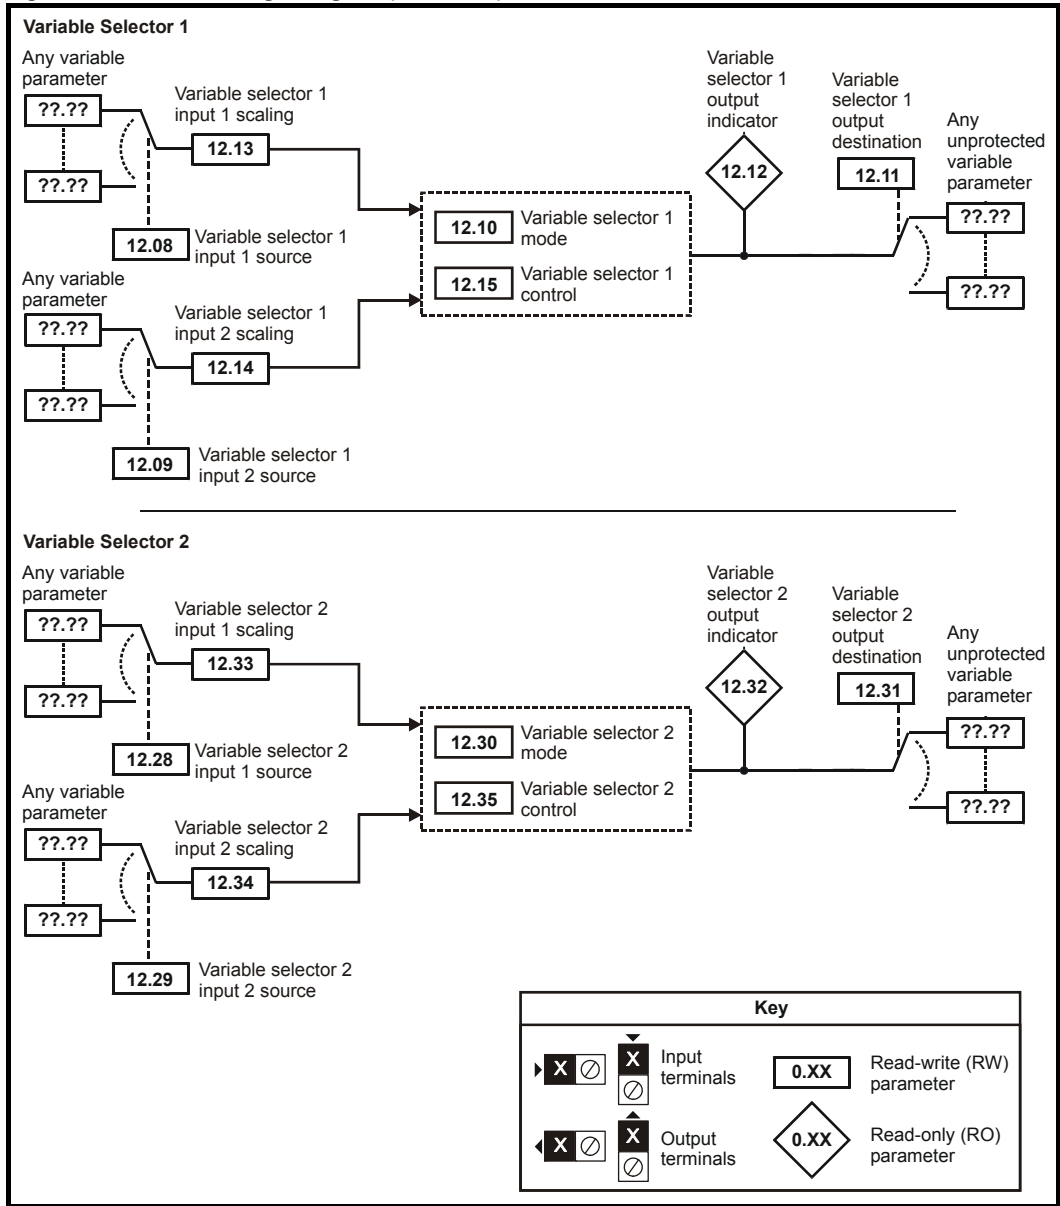 Variable Selector 1
Any variable
parameter
??.??
??.??
Variable selector 1
input 1 scaling
12.13
12.08
Variable selector 1
input 1 source
Any variable
parameter
??.??
??.??
Variable selector 1
input 2 scaling
12.14
12.09
Variable selector 1
input 2 source
12.10
Variable selector 1
mode
12.15
Variable selector 1
control
Variable
selector 1
output
indicator
12.12
Variable
selector 1
output
destination
12.11
Any
unprotected
variable
parameter
??.??
??.??
Variable Selector 2
Any variable
parameter
??.??
??.??
Variable selector 2
input 1 scaling
12.33
12.28
Variable selector 2
input 1 source
Any variable
parameter
??.??
??.??
Variable selector 2
input 2 scaling
12.34
12.29
Variable selector 2
input 2 source
12.30
Variable selector 2
mode
12.35
Variable selector 2
control
Variable
selector 2
output
indicator
12.32
Variable
selector 2
output
destination
12.31
Any
unprotected
variable
parameter
??.??
??.??
Key
X
X
Input
terminals
0.XX
Read-write (RW)
parameter
X
X
Output
terminals
0.XX
Read-only (RO)
parameter